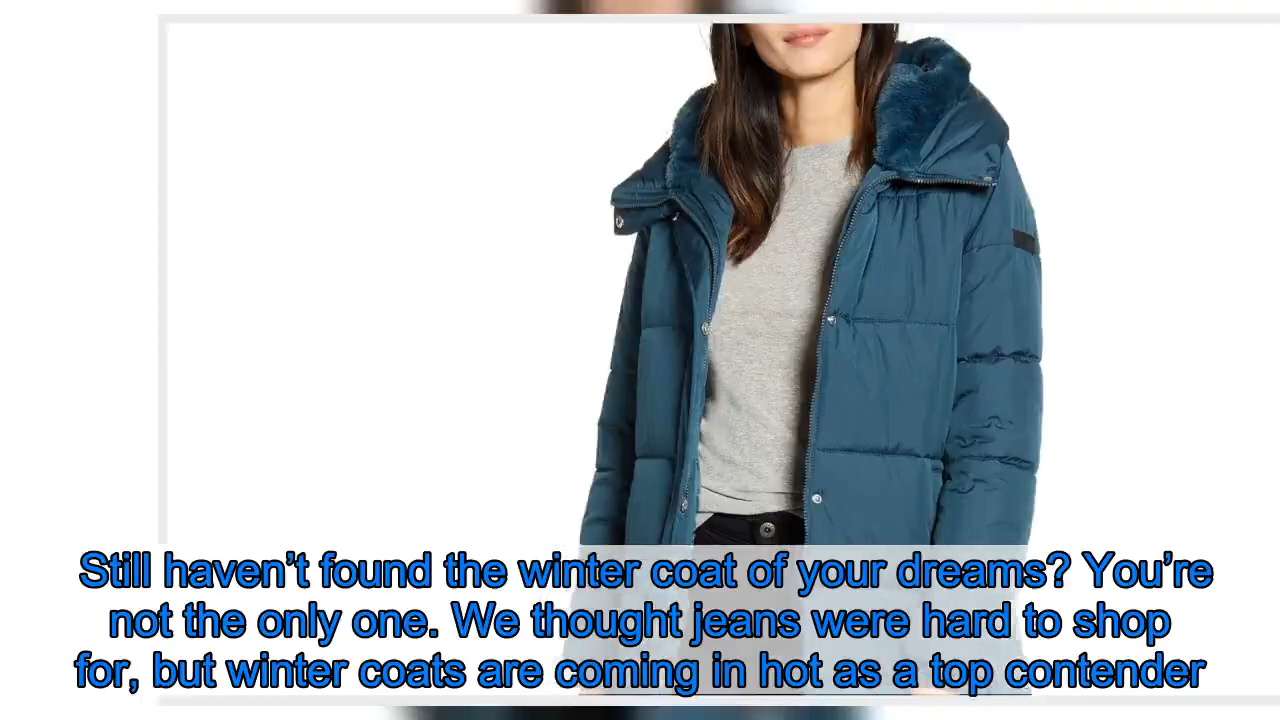 Still haven’t found the winter coat of your dreams? You’re
not the only one. We thought jeans were hard to shop
for, but winter coats are coming in hot as a top contender